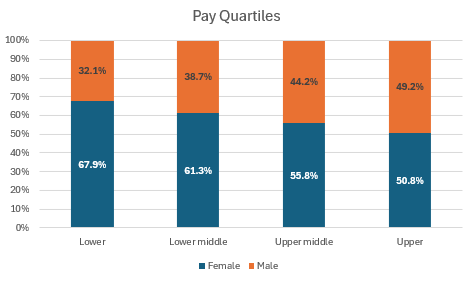 Pay Quartiles
100%
90%
80%
70%
60%
50%
40%
30%
20%
10%
0%
32.1%
38.7%
44.2%
49.2%
67.9%
61.3%
55.8%
50.8%
Lower
Lower middle
Upper middle
Upper
Female
Male